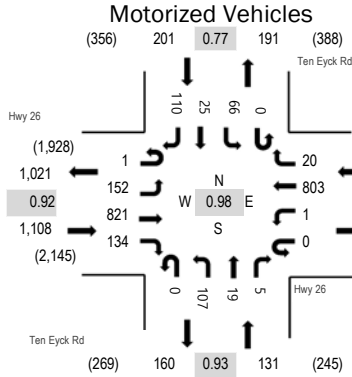 Motorized Vehicles
(356) 201 0.77 191 (388)
Ten Eyck Rd
110 25 66 0
Hwy 26
(1,928)
1,021
0.92
1,108
(2,145)
1
152
821
134
N
W 0.98 E
S
20
803
1
0
0 107 19 5
Hwy 26
Ten Eyck Rd
(269) 160 0.93 131 (245)